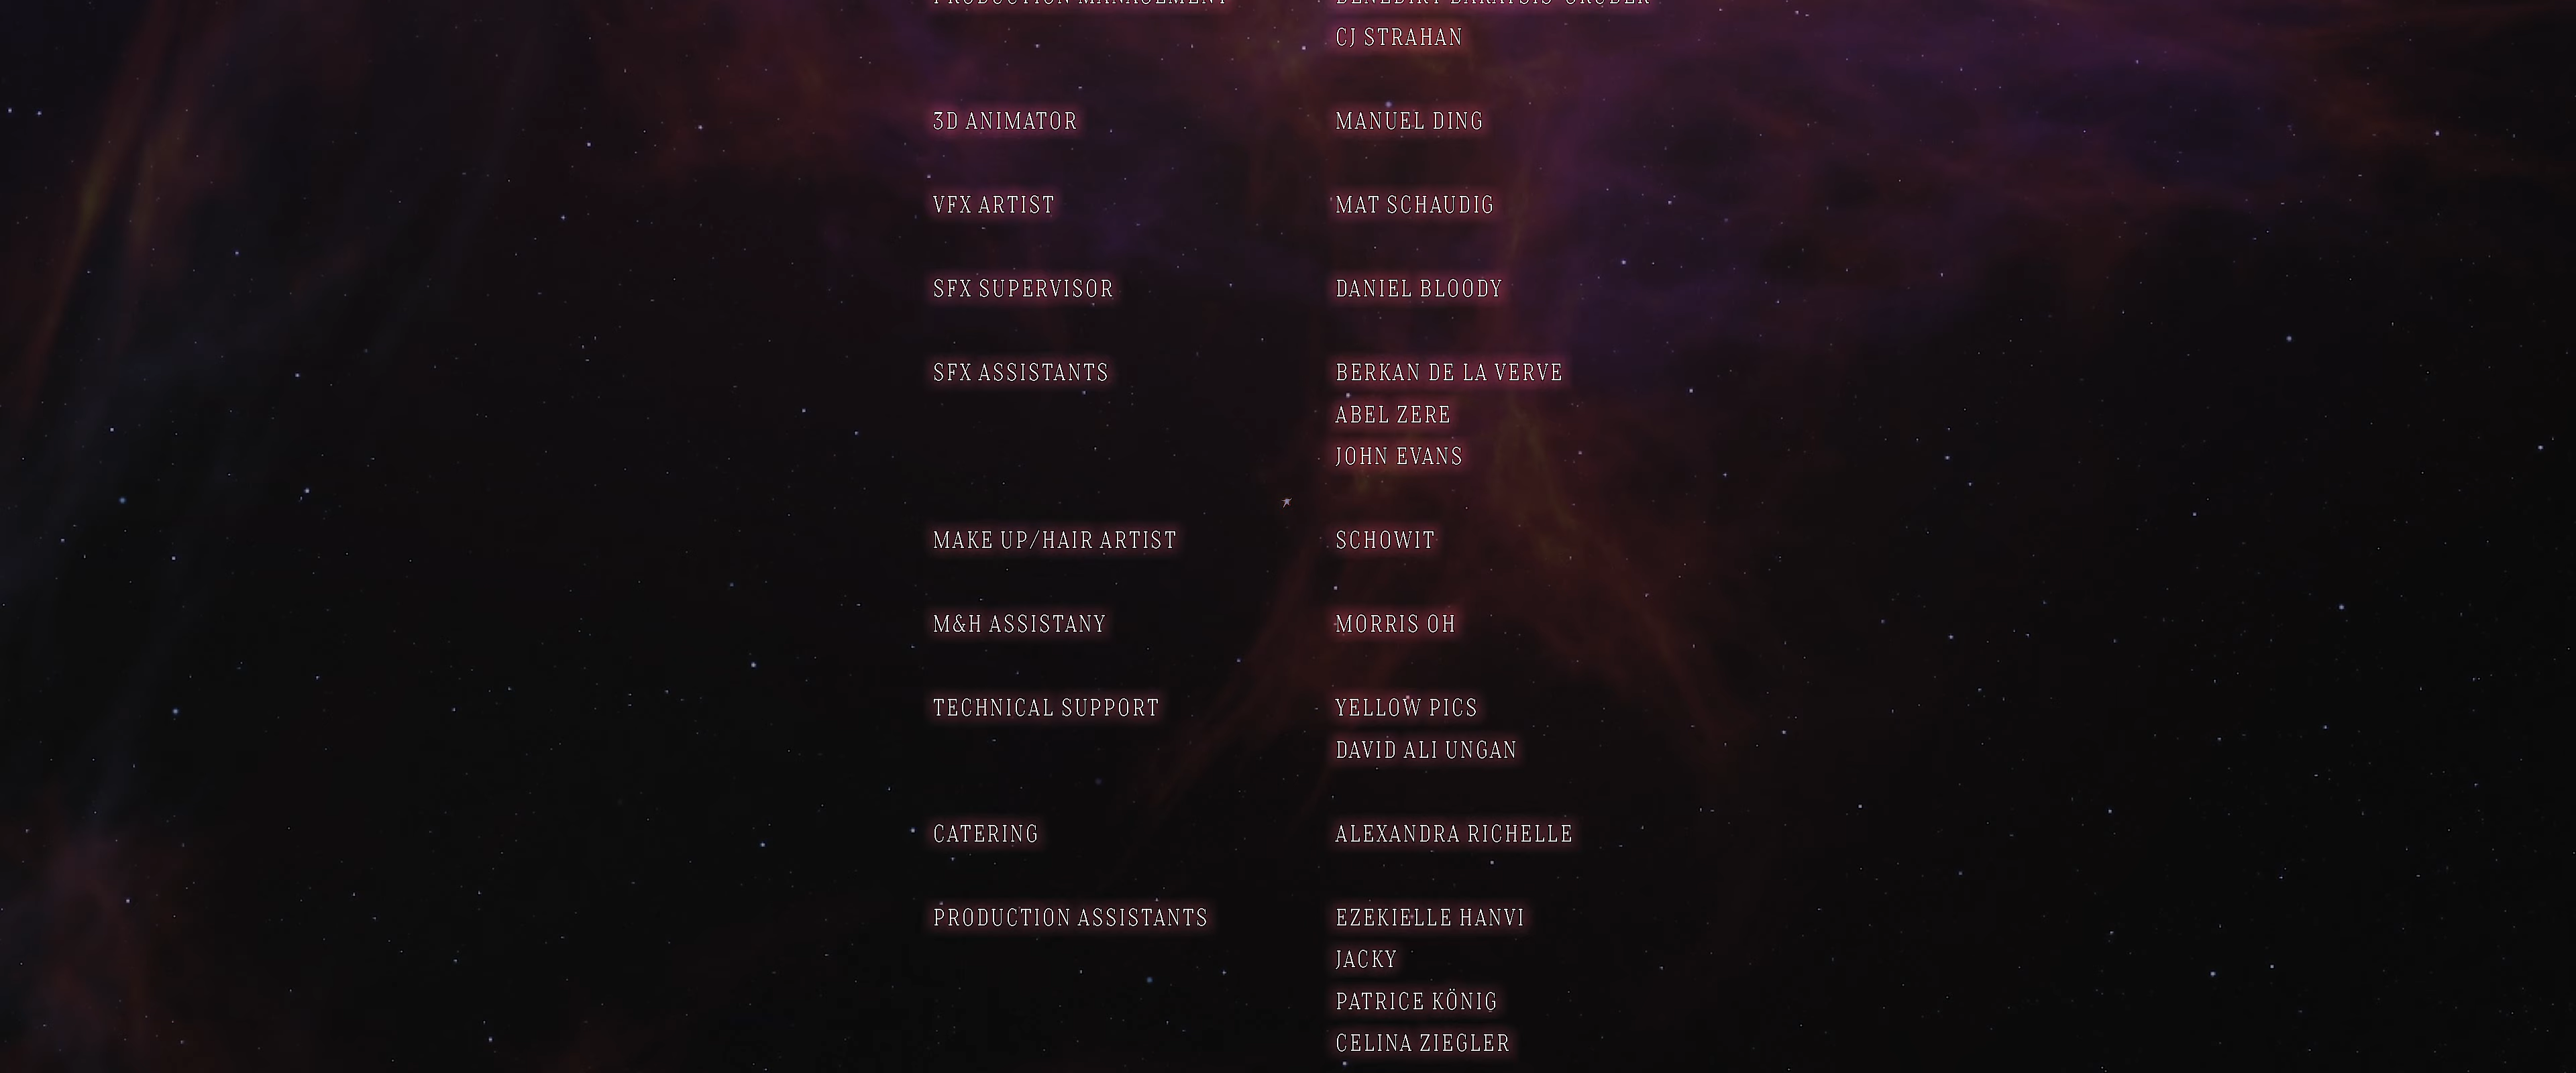 PRODUCTION MANAGEMENT
CJ STRAHAN
3D ANIMATOR MANUEL DING
VFX ARTIST MAT SCHAUDIG
SFX SUPERVISOR DANIEL BLOODY
SFX ASSISTANTS BERKAN DE LA VERVE
ABEL ZERE
JOHN EVANS
MAKE UP/HAIR ARTIST SCHOWIT
M&H ASSISTANY MORRIS OH
TECHNICAL SUPPORT YELLOW PICS
DAVID ALI UNGAN
CATERING ALEXANDRA RICHELLE
PRODUCTION ASSISTANTS EZEKIELLE HANVI
JACKY
PATRICE KÖNIG
CELINA ZIEGLER